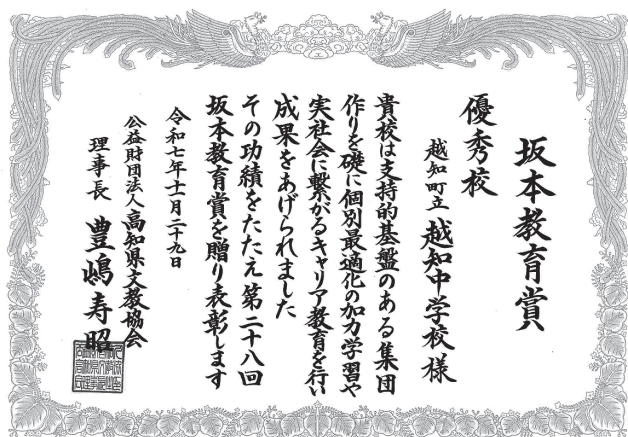 坂本教育賞
優秀校
越知町立 越知中学校 様
貴校は支持的基盤のある集団
作りを礎に個別最適化の加力学習や
実社会に繋がるキャリア教育を行い
成果をあげられました
その功績をたたえ第二十八回
坂本教育賞を贈り表彰します
令和七年十一月二十九日
公益財団法人高知県文教協会
理事長 豊嶋寿昭